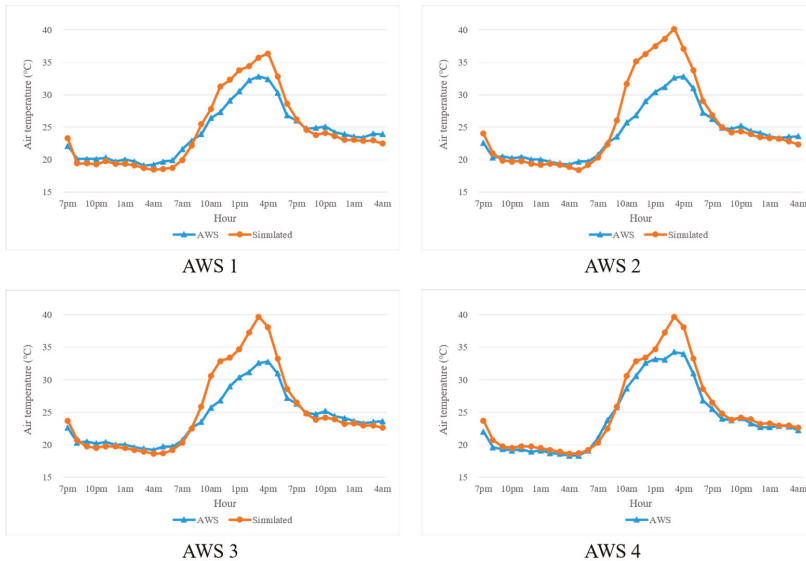 40
35
30
25
20
15
Air temperature (°C)
7pm 10pm 1am 4am 7am 10am 1pm 4pm 7pm 10pm 1am 4am
Hour
AWS Simulated
AWS 1
40
35
30
25
20
15
Air temperature (°C)
7pm 10pm 1am 4am 7am 10am 1pm 4am 7pm 10pm 1am 4am
Hour
AWS Simulated
AWS 2
40
35
30
25
20
15
Air temperature (°C)
7pm 10pm 1am 4am 7am 10am 1pm 4pm 7pm 10pm 1am 4am
Hour
AWS Simulated
AWS 3
40
35
30
25
20
15
Air temperature (°C)
7pm 10pm 1am 4am 7am 10am 1pm 4pm 7pm 10pm 1am 4am
Hour
AWS Simulated
AWS 4